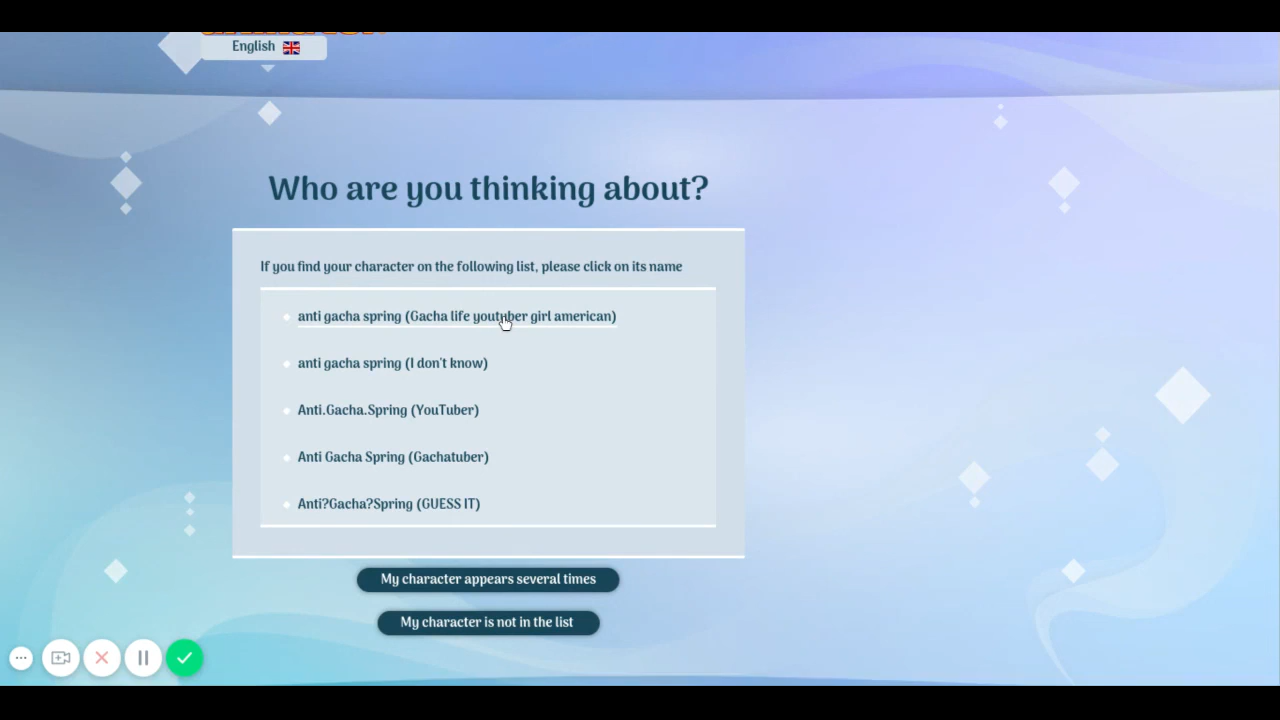 English
Who are you thinking about?
If you find your character on the following list, please click on its name
anti gacha spring (Gacha life youtuber girl american)
anti gacha spring (I don't know)
Anti.Gacha.Spring (YouTuber)
Anti Gacha Spring (Gachatuber)
Anti?Gacha?Spring (GUESS IT)
My character appears several times
My character is not in the list